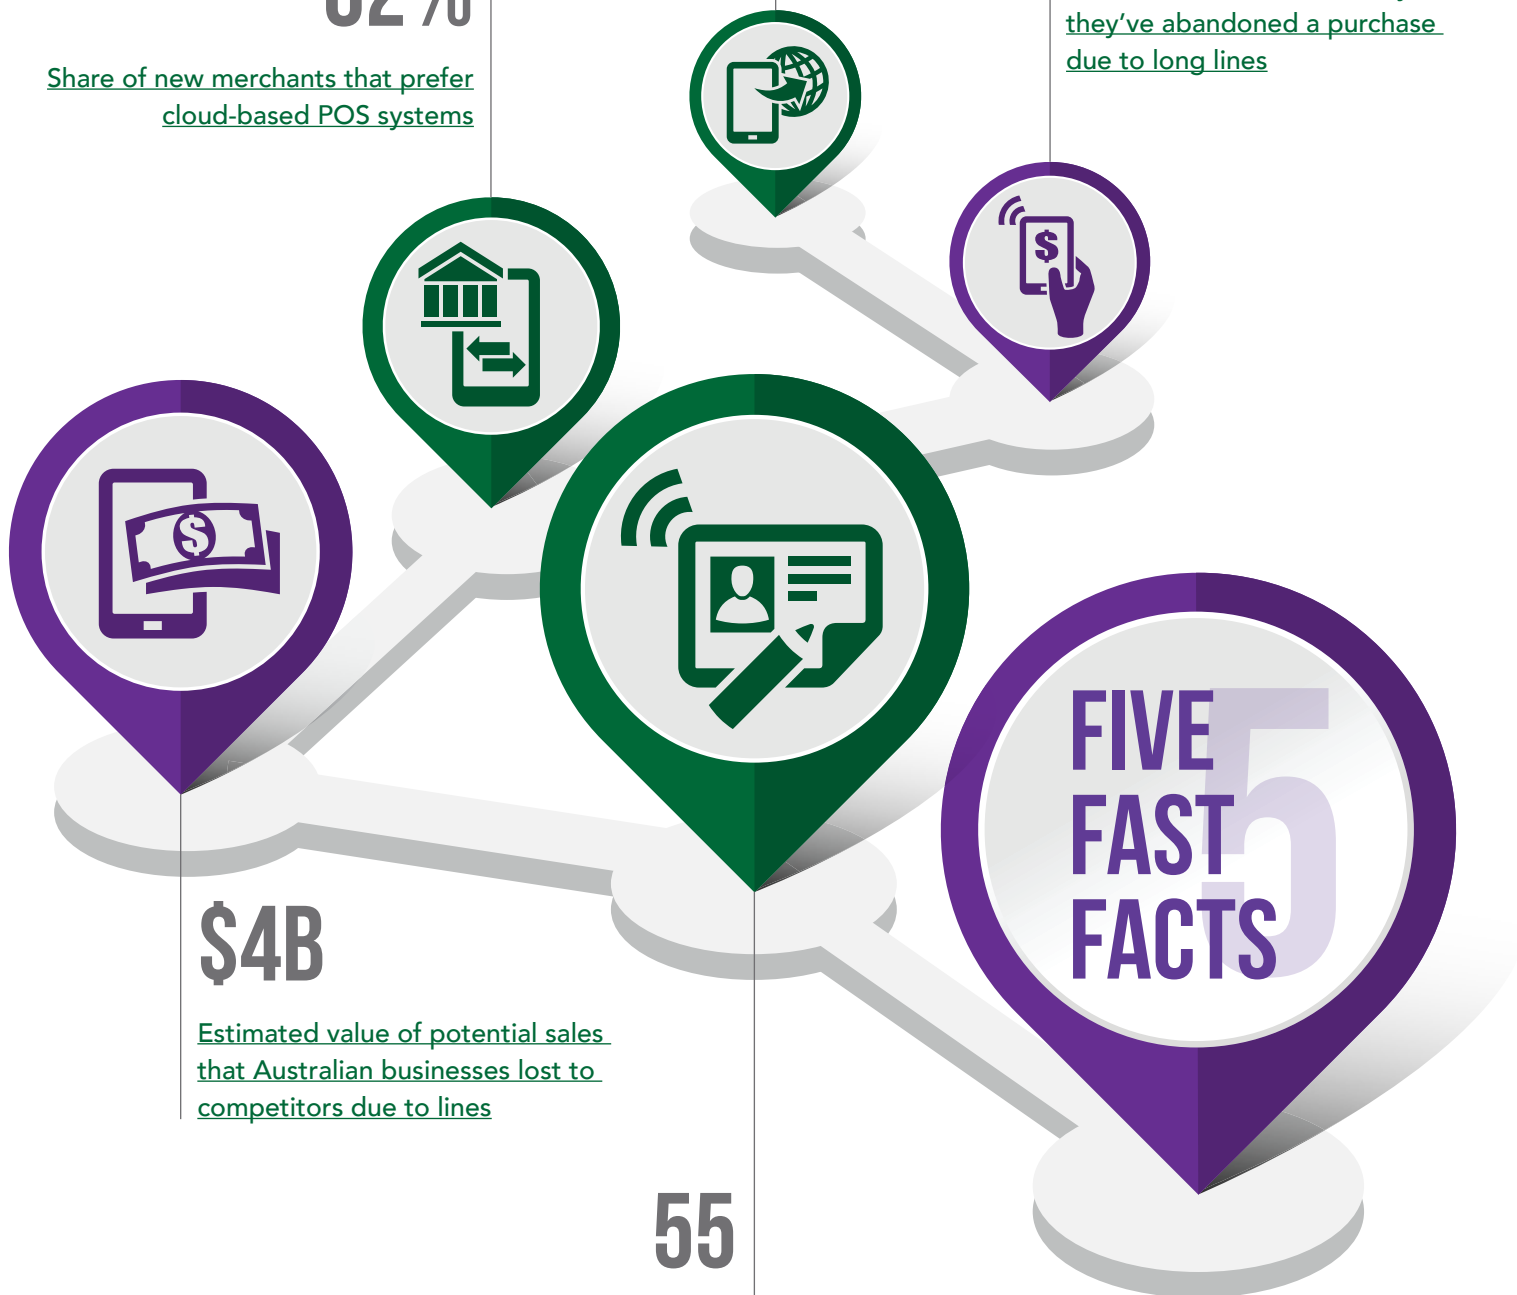 Share of new merchants that prefer
cloud-based POS systems
they've abandoned a purchase
due to long lines
$
$
5
FIVE
FAST
FACTS
$4B
Estimated value of potential sales
that Australian businesses lost to
competitors due to lines
55